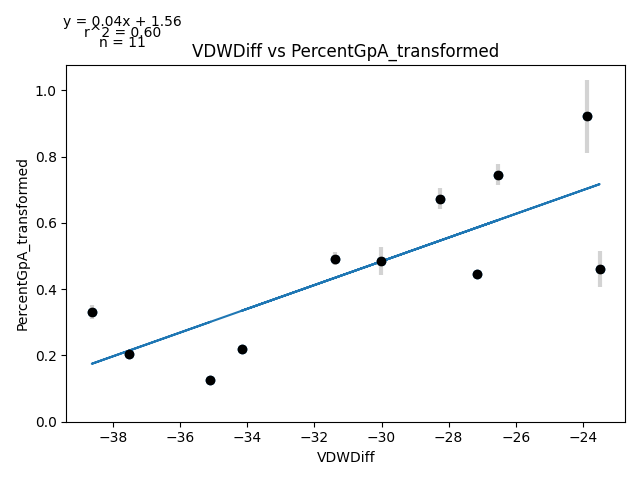 y = 0.04x + 1.56
r^2 = 0.60
n = 11
VDWDiff vs PercentGpA_transformed
PercentGpA_transformed
1.0
0.8
0.6
0.4
0.2
0.0
−38 −36 −34 −32 −30 −28 −26 −24
VDWDiff